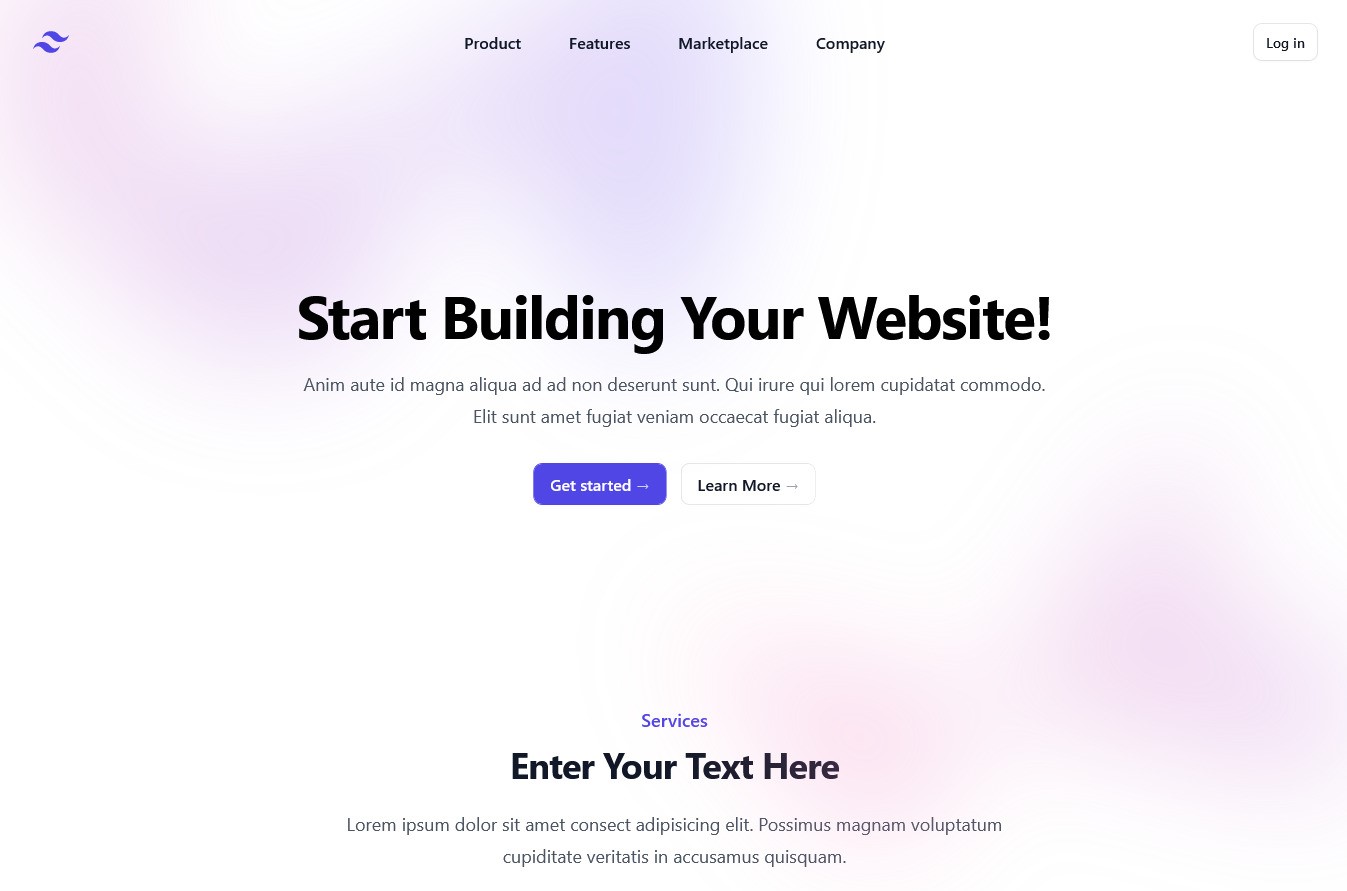 Product Features Marketplace Company Log in
Start Building Your Website!
Anim aute id magna aliqua ad ad non deserunt sunt. Qui irure qui lorem cupidatat commodo.
Elit sunt amet fugiat veniam occaecat fugiat aliqua.
Get started → Learn More →
Services
Enter Your Text Here
Lorem ipsum dolor sit amet consect adipisicing elit. Possimus magnam voluptatum
cupiditate veritatis in accusamus quisquam.